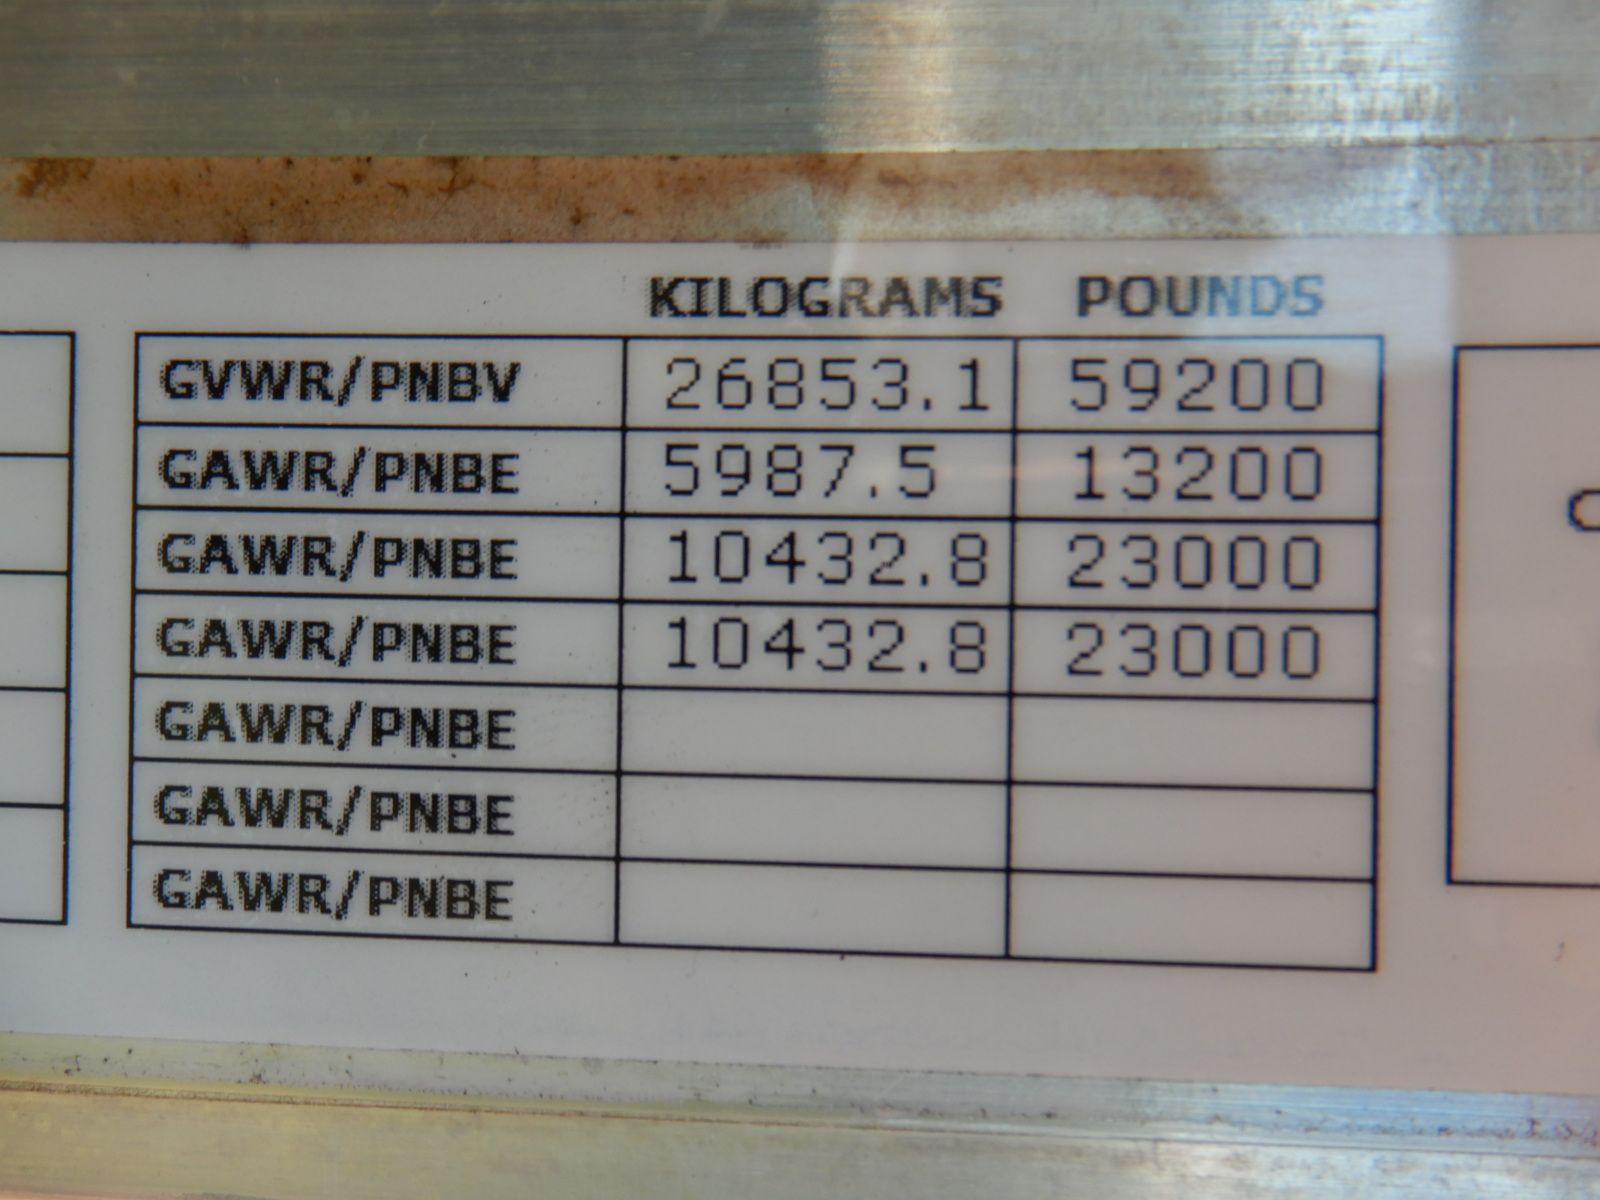 KILOGRAMS POUNDS
GVWR/PNBV 26853.1 59200
GAWR/PNBE 5987.5 13200
GAWR/PNBE 10432.8 23000
GAWR/PNBE 10432.8 23000
GAWR/PNBE
GAWR/PNBE
GAWR/PNBE